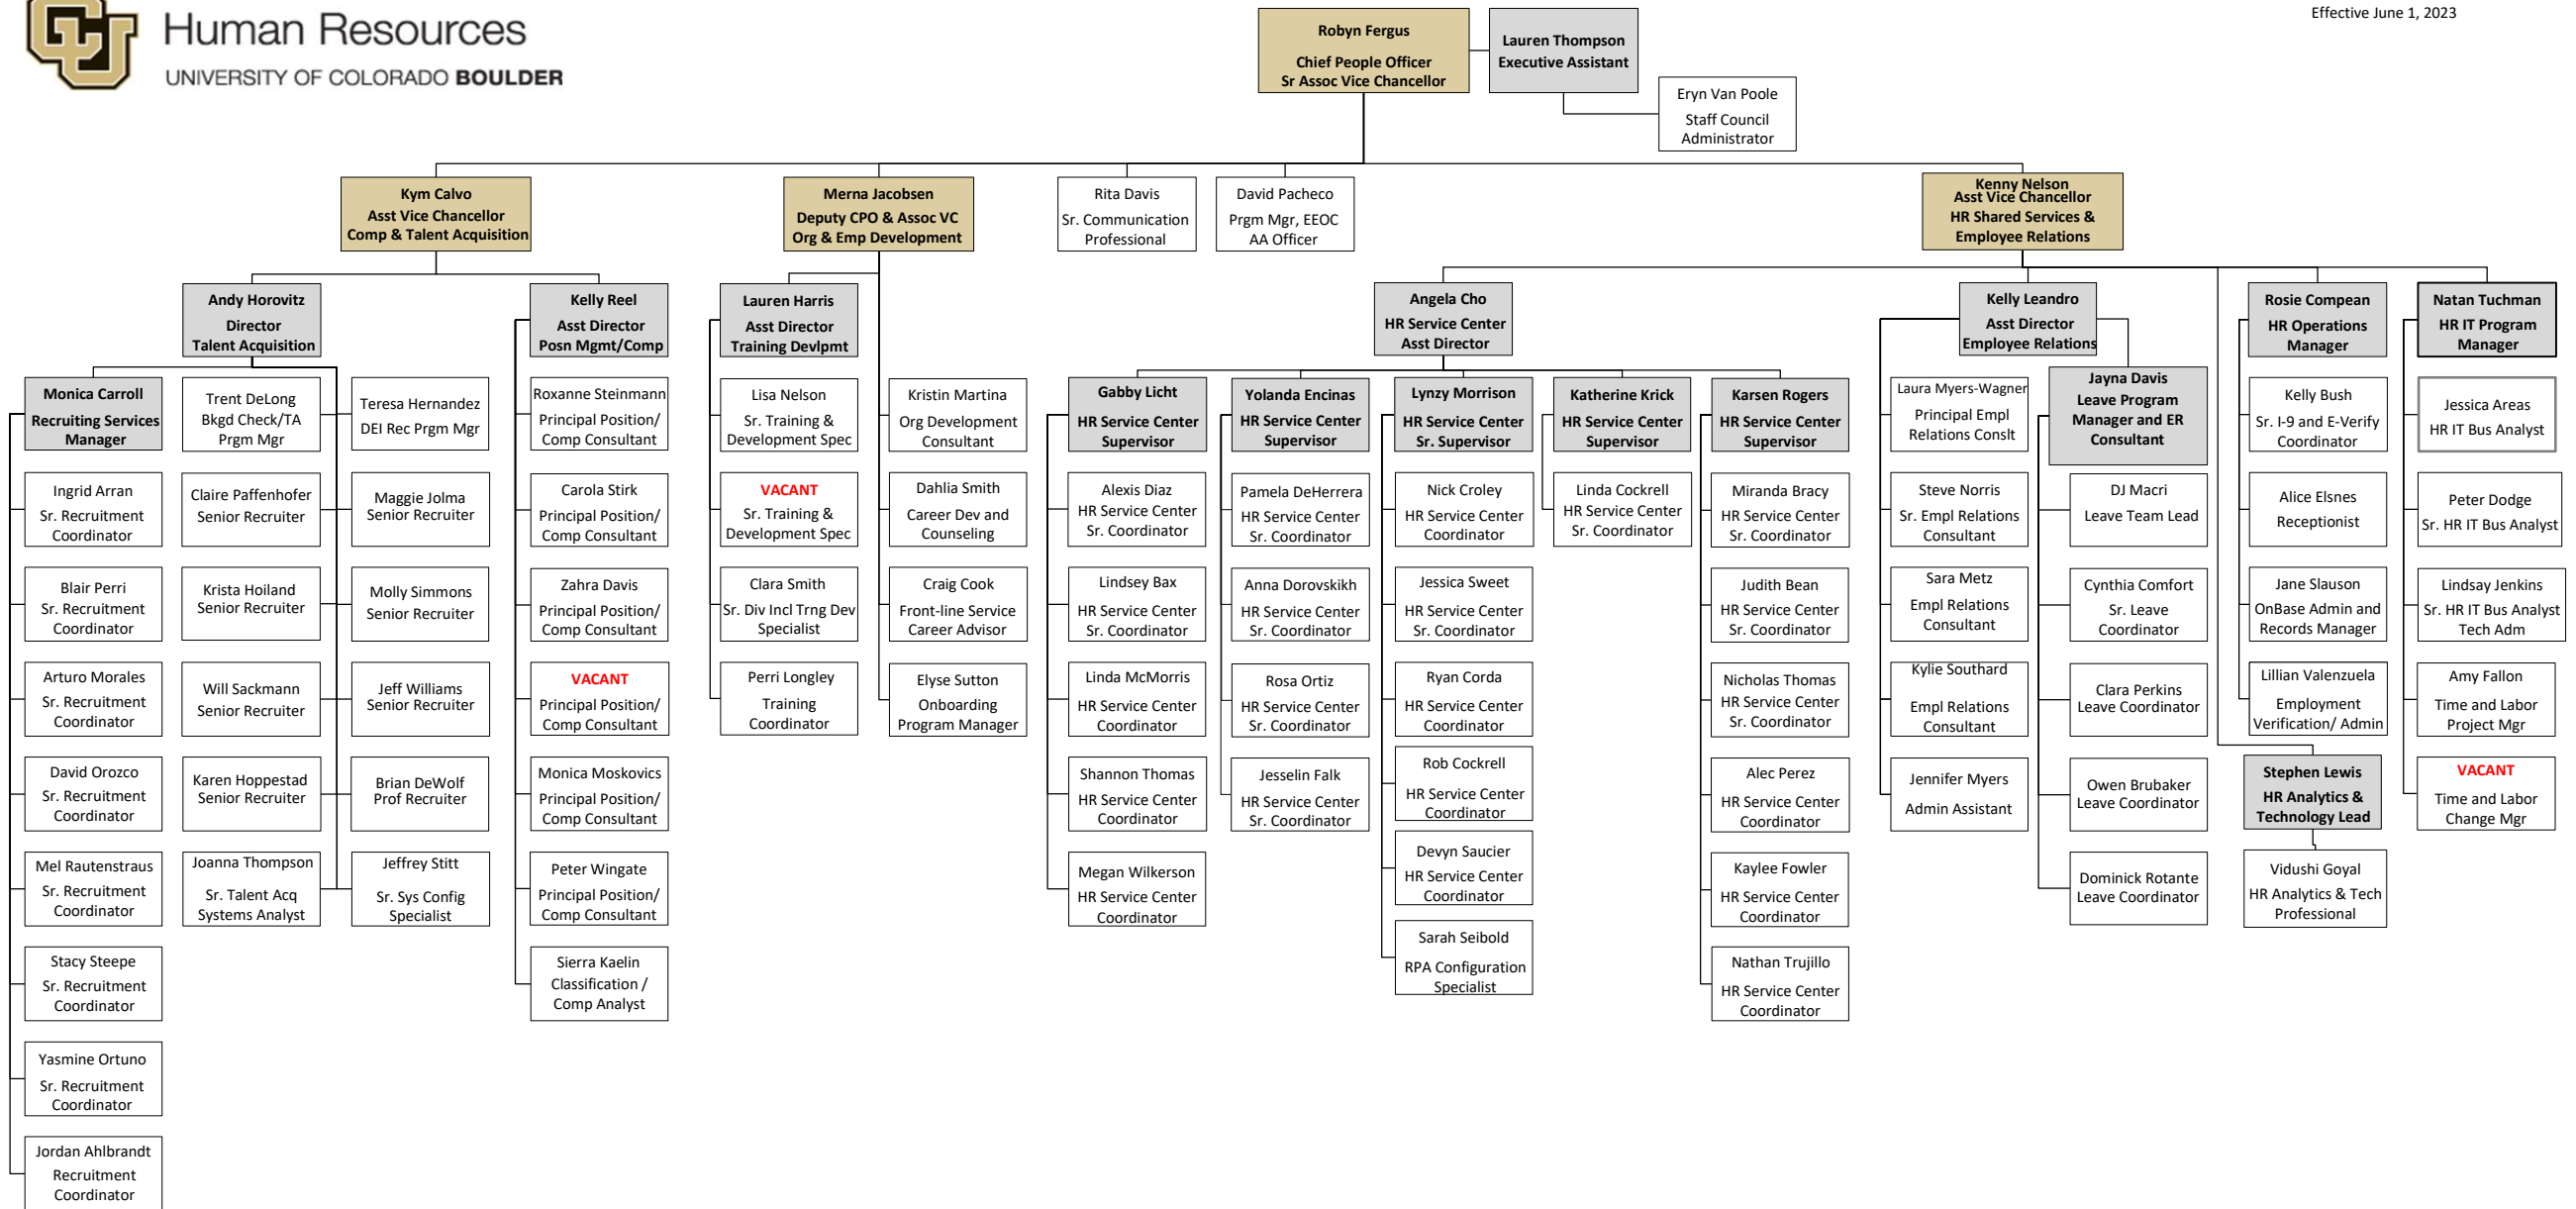 CU
Human Resources
UNIVERSITY OF COLORADO BOULDER
Effective June 1, 2023
Robyn Fergus
Chief People Officer
Sr Assoc Vice Chancellor
Lauren Thompson
Executive Assistant
Eryn Van Poole
Staff Council
Administrator
Kym Calvo
Asst Vice Chancellor
Comp & Talent Acquisition
Merna Jacobsen
Deputy CPO & Assoc VC
Org & Emp Development
Rita Davis
Sr. Communication
Professional
David Pacheco
Prgm Mgr, EEOC
AA Officer
Kenny Nelson
Asst Vice Chancellor
HR Shared Services &
Employee Relations
Andy Horovitz
Director
Talent Acquisition
Kelly Reel
Asst Director
Posn Mgmt/Comp
Lauren Harris
Asst Director
Training Devlpmt
Angela Cho
HR Service Center
Asst Director
Kelly Leandro
Asst Director
Employee Relations
Rosie Compean
HR Operations
Manager
Natan Tuchman
HR IT Program
Manager
Monica Carroll
Recruiting Services
Manager
Ingrid Arran
Sr. Recruitment
Coordinator
Blair Perri
Sr. Recruitment
Coordinator
Arturo Morales
Sr. Recruitment
Coordinator
David Orozco
Sr. Recruitment
Coordinator
Mel Rautenstraus
Sr. Recruitment
Coordinator
Stacy Steepe
Sr. Recruitment
Coordinator
Yasmine Ortuno
Sr. Recruitment
Coordinator
Jordan Ahlbrandt
Recruitment
Coordinator
Trent DeLong
Bkgd Check/TA
Prgm Mgr
Claire Paffenhofer
Senior Recruiter
Krista Hoiland
Senior Recruiter
Will Sackmann
Senior Recruiter
Karen Hoppestad
Senior Recruiter
Joanna Thompson
Sr. Talent Acq
Systems Analyst
Teresa Hernandez
DEI Rec Prgm Mgr
Maggie Jolma
Senior Recruiter
Molly Simmons
Senior Recruiter
Jeff Williams
Senior Recruiter
Brian DeWolf
Prof Recruiter
Jeffrey Stitt
Sr. Sys Config
Specialist
Roxanne Steinmann
Principal Position/
Comp Consultant
Carola Stirk
Principal Position/
Comp Consultant
Zahra Davis
Principal Position/
Comp Consultant
VACANT
Principal Position/
Comp Consultant
Monica Moskovics
Principal Position/
Comp Consultant
Peter Wingate
Principal Position/
Comp Consultant
Sierra Kaelin
Classification /
Comp Analyst
Lisa Nelson
Sr. Training &
Development Spec
VACANT
Sr. Training &
Development Spec
Clara Smith
Sr. Div Incl Trng Dev
Specialist
Perri Longley
Training
Coordinator
Kristin Martina
Org Development
Consultant
Dahlia Smith
Career Dev and
Counseling
Craig Cook
Front-line Service
Career Advisor
Elyse Sutton
Onboarding
Program Manager
Gabby Licht
HR Service Center
Supervisor
Alexis Diaz
HR Service Center
Sr. Coordinator
Lindsey Bax
HR Service Center
Sr. Coordinator
Linda McMorris
HR Service Center
Coordinator
Shannon Thomas
HR Service Center
Coordinator
Megan Wilkerson
HR Service Center
Coordinator
Yolanda Encinas
HR Service Center
Supervisor
Pamela DeHerrera
HR Service Center
Sr. Coordinator
Anna Dorovskikh
HR Service Center
Sr. Coordinator
Rosa Ortiz
HR Service Center
Sr. Coordinator
Jesselin Falk
HR Service Center
Sr. Coordinator
Lynzy Morrison
HR Service Center
Sr. Supervisor
Nick Croley
HR Service Center
Coordinator
Jessica Sweet
HR Service Center
Sr. Coordinator
Ryan Corda
HR Service Center
Coordinator
Rob Cockrell
HR Service Center
Coordinator
Devyn Saucier
HR Service Center
Coordinator
Sarah Seibold
RPA Configuration
Specialist
Katherine Krick
HR Service Center
Supervisor
Linda Cockrell
HR Service Center
Sr. Coordinator
Karsen Rogers
HR Service Center
Supervisor
Miranda Bracy
HR Service Center
Sr. Coordinator
Judith Bean
HR Service Center
Sr. Coordinator
Nicholas Thomas
HR Service Center
Sr. Coordinator
Alec Perez
HR Service Center
Coordinator
Kaylee Fowler
HR Service Center
Coordinator
Nathan Trujillo
HR Service Center
Coordinator
Laura Myers-Wagner
Principal Empl
Relations Conslt
Steve Norris
Sr. Empl Relations
Consultant
Sara Metz
Empl Relations
Consultant
Kylie Southard
Empl Relations
Consultant
Jennifer Myers
Admin Assistant
Jayna Davis
Leave Program
Manager and ER
Consultant
DJ Macri
Leave Team Lead
Cynthia Comfort
Sr. Leave
Coordinator
Clara Perkins
Leave Coordinator
Owen Brubaker
Leave Coordinator
Dominick Rotante
Leave Coordinator
Kelly Bush
Sr. I-9 and E-Verify
Coordinator
Alice Elsnes
Receptionist
Jane Slauson
OnBase Admin and
Records Manager
Lillian Valenzuela
Employment
Verification/ Admin
Stephen Lewis
HR Analytics &
Technology Lead
Vidushi Goyal
HR Analytics & Tech
Professional
Jessica Areas
HR IT Bus Analyst
Peter Dodge
Sr. HR IT Bus Analyst
Lindsay Jenkins
Sr. HR IT Bus Analyst
Tech Adm
Amy Fallon
Time and Labor
Project Mgr
VACANT
Time and Labor
Change Mgr